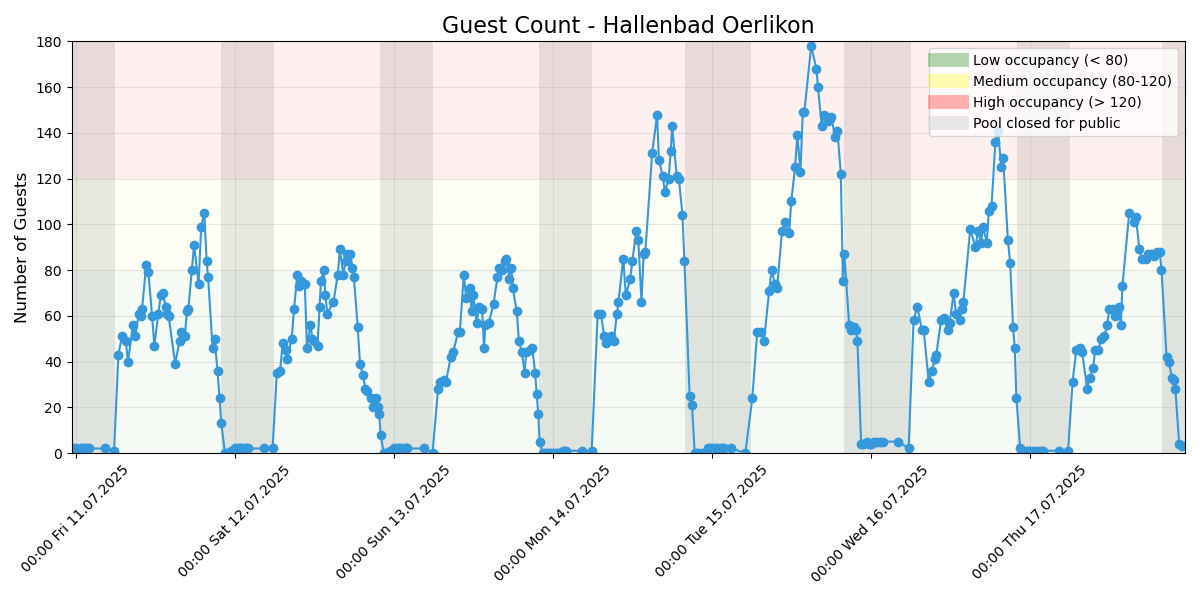 Guest Count - Hallenbad Oerlikon
Number of Guests
180
160
140
120
100
80
60
40
20
0
Low occupancy (< 80)
Medium occupancy (80-120)
High occupancy (> 120)
Pool closed for public
00:00 Fri 11.07.2025
00:00 Sat 12.07.2025
00:00 Sun 13.07.2025
00:00 Mon 14.07.2025
00:00 Tue 15.07.2025
00:00 Wed 16.07.2025
00:00 Thu 17.07.2025